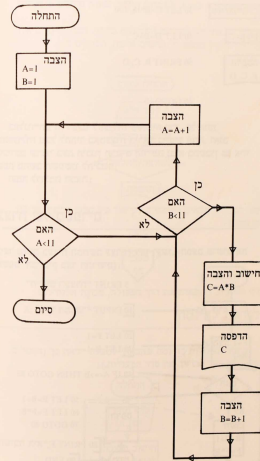 התחלה
הצבה
A=1
B=1
הצבה
A=A+1
כן
האם
B<11
לא
כן
האם
A<11
לא
סיום
חישוב והצבה
C=A*B
הדפסה
C
הצבה
B=B+1